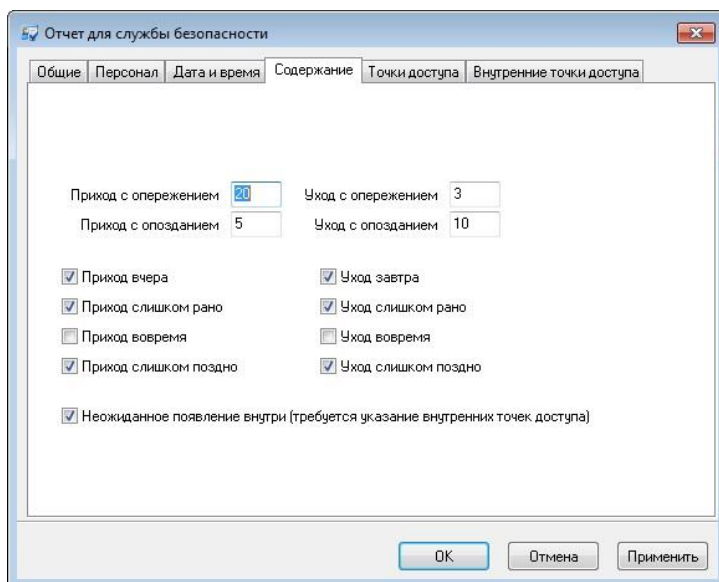 Отчет для службы безопасности
Общие Персонал Дата и время Содержание Точки доступа Внутренние точки доступа
Приход с опережением 20 Уход с опережением 3
Приход с опозданием 5 Уход с опозданием 10
Приход вчера Уход завтра
Приход слишком рано Уход слишком рано
Приход вовремя Уход вовремя
Приход слишком поздно Уход слишком поздно
Неожиданное появление внутри (требуется указание внутренних точек доступа)
OK Отмена Применить